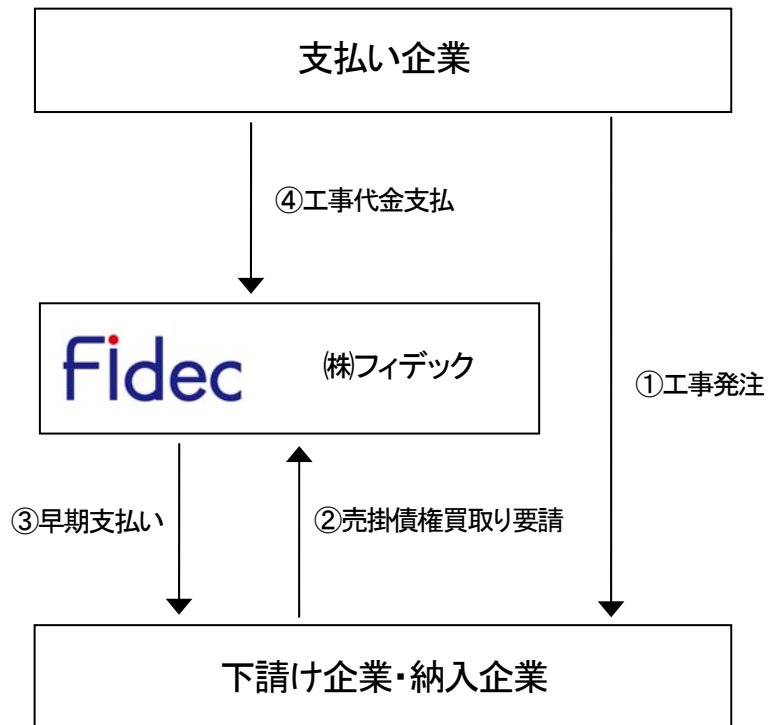 支払い企業
④工事代金支払
Fidec
㈱フィデック
①工事発注
③早期支払い
②売掛債権買取り要請
下請け企業・納入企業